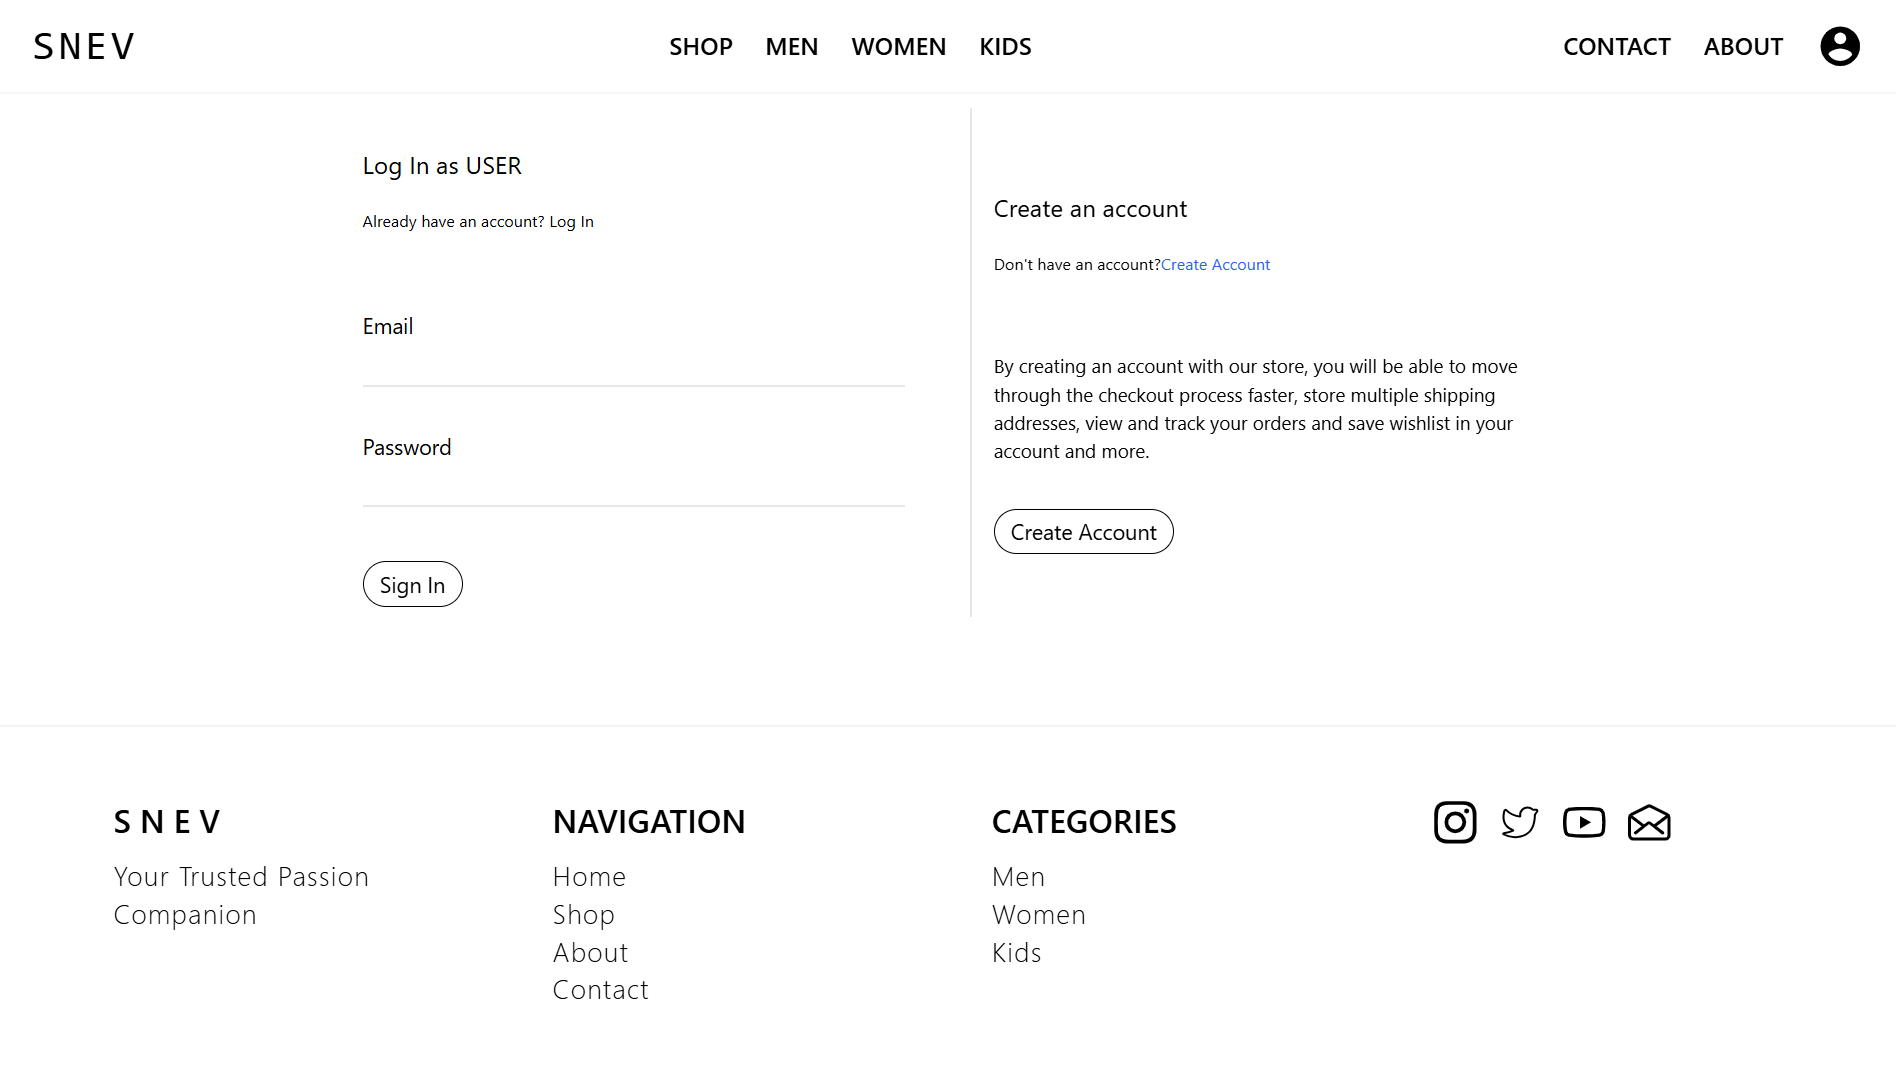 SNEV
SHOP MEN WOMEN KIDS
CONTACT ABOUT
Log In as USER
Already have an account? Log In
Email
Password
Sign In
Create an account
Don't have an account?Create Account
By creating an account with our store, you will be able to move
through the checkout process faster, store multiple shipping
addresses, view and track your orders and save wishlist in your
account and more.
Create Account
S N E V
Your Trusted Passion
Companion
NAVIGATION
Home
Shop
About
Contact
CATEGORIES
Men
Women
Kids